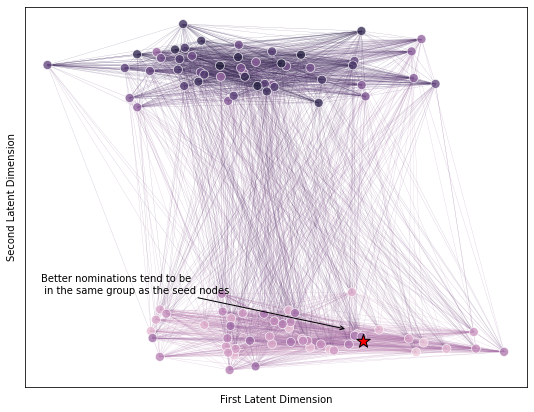 Second Latent Dimension
Better nominations tend to be
in the same group as the seed nodes
First Latent Dimension